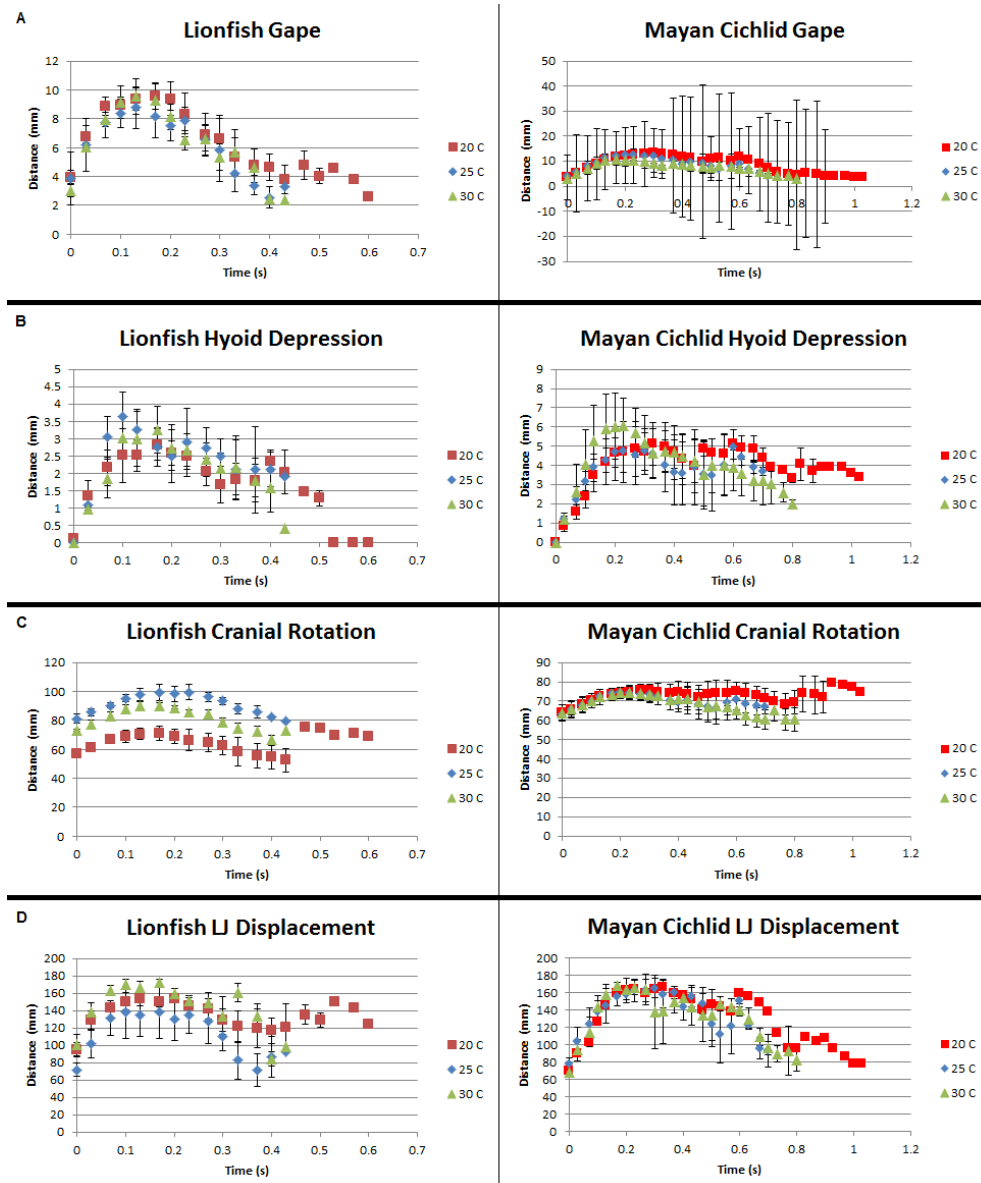 A
Lionfish Gape
Distance (mm)
12
10
8
6
4
2
0
0 0.1 0.2 0.3 0.4 0.5 0.6 0.7
Time (s)
20 C
25 C
30 C
Mayan Cichlid Gape
Distance (mm)
50
40
30
20
10
0
-10
-20
-30
0 0.2 0.4 0.6 0.8 1 1.2
Time (s)
20 C
25 C
30 C
B
Lionfish Hyoid Depression
Distance (mm)
5
4.5
4
3.5
3
2.5
2
1.5
1
0.5
0
0 0.1 0.2 0.3 0.4 0.5 0.6 0.7
Time (s)
20 C
25 C
30 C
Mayan Cichlid Hyoid Depression
Distance (mm)
9
8
7
6
5
4
3
2
1
0
0 0.2 0.4 0.6 0.8 1 1.2
Time (s)
20 C
25 C
30 C
C
Lionfish Cranial Rotation
Distance (mm)
120
100
80
60
40
20
0
0 0.1 0.2 0.3 0.4 0.5 0.6 0.7
Time (s)
20 C
25 C
30 C
Mayan Cichlid Cranial Rotation
Distance (mm)
90
80
70
60
50
40
30
20
10
0
0 0.2 0.4 0.6 0.8 1 1.2
Time (s)
20 C
25 C
30 C
D
Lionfish LJ Displacement
Distance (mm)
200
180
160
140
120
100
80
60
40
20
0
0 0.1 0.2 0.3 0.4 0.5 0.6 0.7
Time (s)
20 C
25 C
30 C
Mayan Cichlid LJ Displacement
Distance (mm)
200
180
160
140
120
100
80
60
40
20
0
0 0.2 0.4 0.6 0.8 1 1.2
Time (s)
20 C
25 C
30 C